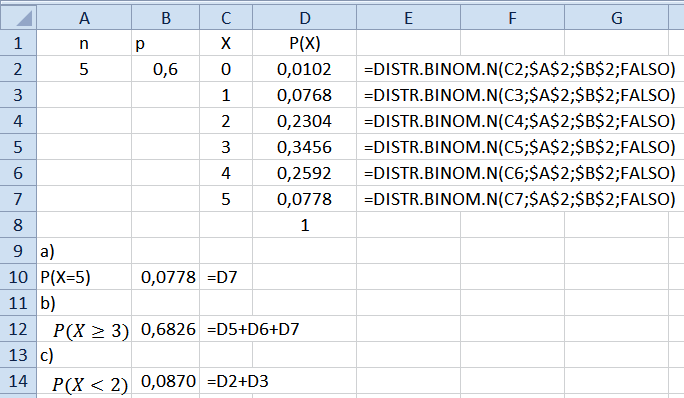 A B C D E F G
1 n p X P(X)
2 5 0,6 0 0,0102 =DISTR.BINOM.N(C2;$A$2;$B$2;FALSO)
3 1 0,0768 =DISTR.BINOM.N(C3;$A$2;$B$2;FALSO)
4 2 0,2304 =DISTR.BINOM.N(C4;$A$2;$B$2;FALSO)
5 3 0,3456 =DISTR.BINOM.N(C5;$A$2;$B$2;FALSO)
6 4 0,2592 =DISTR.BINOM.N(C6;$A$2;$B$2;FALSO)
7 5 0,0778 =DISTR.BINOM.N(C7;$A$2;$B$2;FALSO)
8 1
9 a)
10 P(X=5) 0,0778 =D7
11 b)
12 P(X ≥ 3) 0,6826 =D5+D6+D7
13 c)
14 P(X < 2) 0,0870 =D2+D3